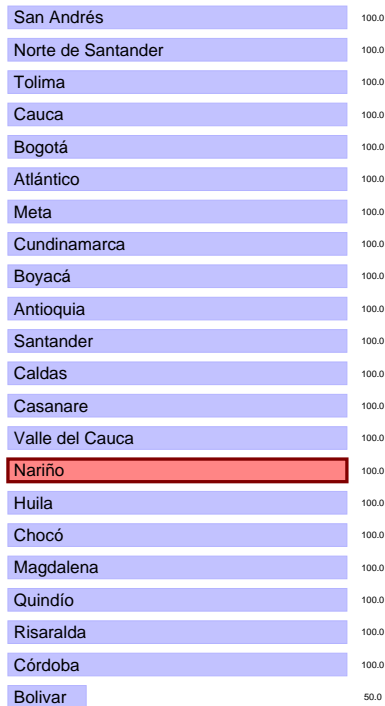 San Andrés 100.0
Norte de Santander 100.0
Tolima 100.0
Cauca 100.0
Bogotá 100.0
Atlántico 100.0
Meta 100.0
Cundinamarca 100.0
Boyacá 100.0
Antioquia 100.0
Santander 100.0
Caldas 100.0
Casanare 100.0
Valle del Cauca 100.0
Nariño 100.0
Huila 100.0
Chocó 100.0
Magdalena 100.0
Quindío 100.0
Risaralda 100.0
Córdoba 100.0
Bolivar 50.0